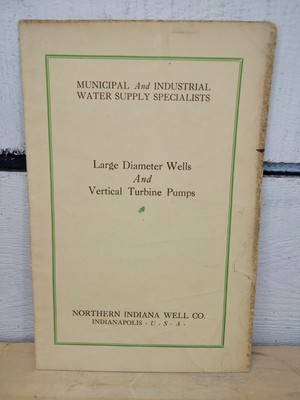 MUNICIPAL And INDUSTRIAL
WATER SUPPLY SPECIALISTS
Large Diameter Wells
And
Vertical Turbine Pumps
NORTHERN INDIANA WELL CO.
INDIANAPOLIS - U - S - A -